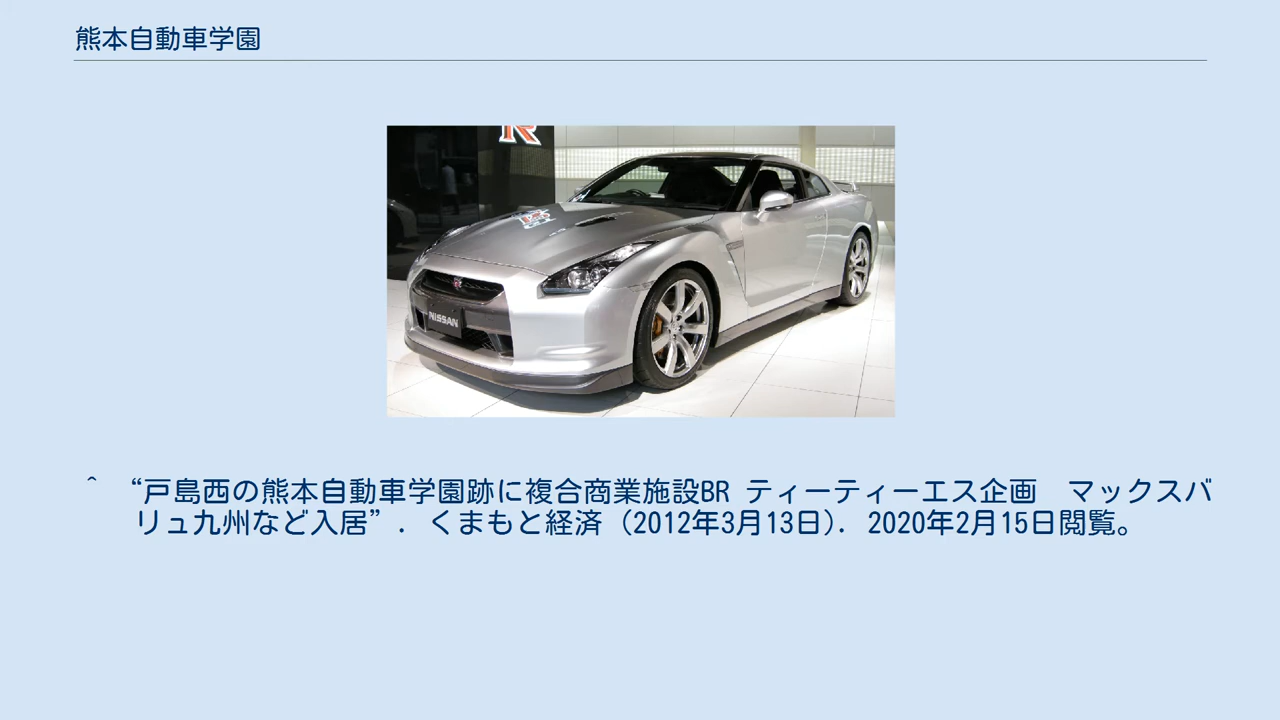 熊本自動車学園
R
NISSAN
^ “戸島西の熊本自動車学園跡に複合商業施設BR ティーティーエス企画　マックスバ
リュ九州など入居”. くまもと経済 (2012年3月13日). 2020年2月15日閲覧。